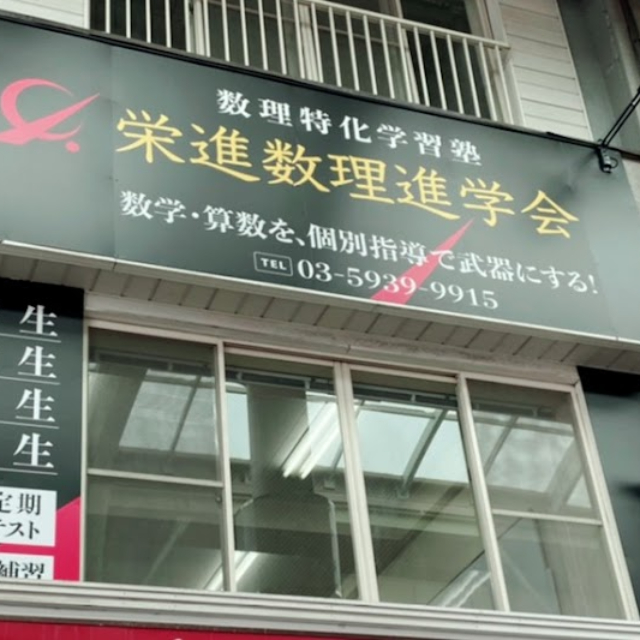 数理特化学習塾
栄進数理進学会
数学・算数を、個別指導で武器にする!
TEL 03-5939-9915
生
生
生
生
定期
テスト
補習